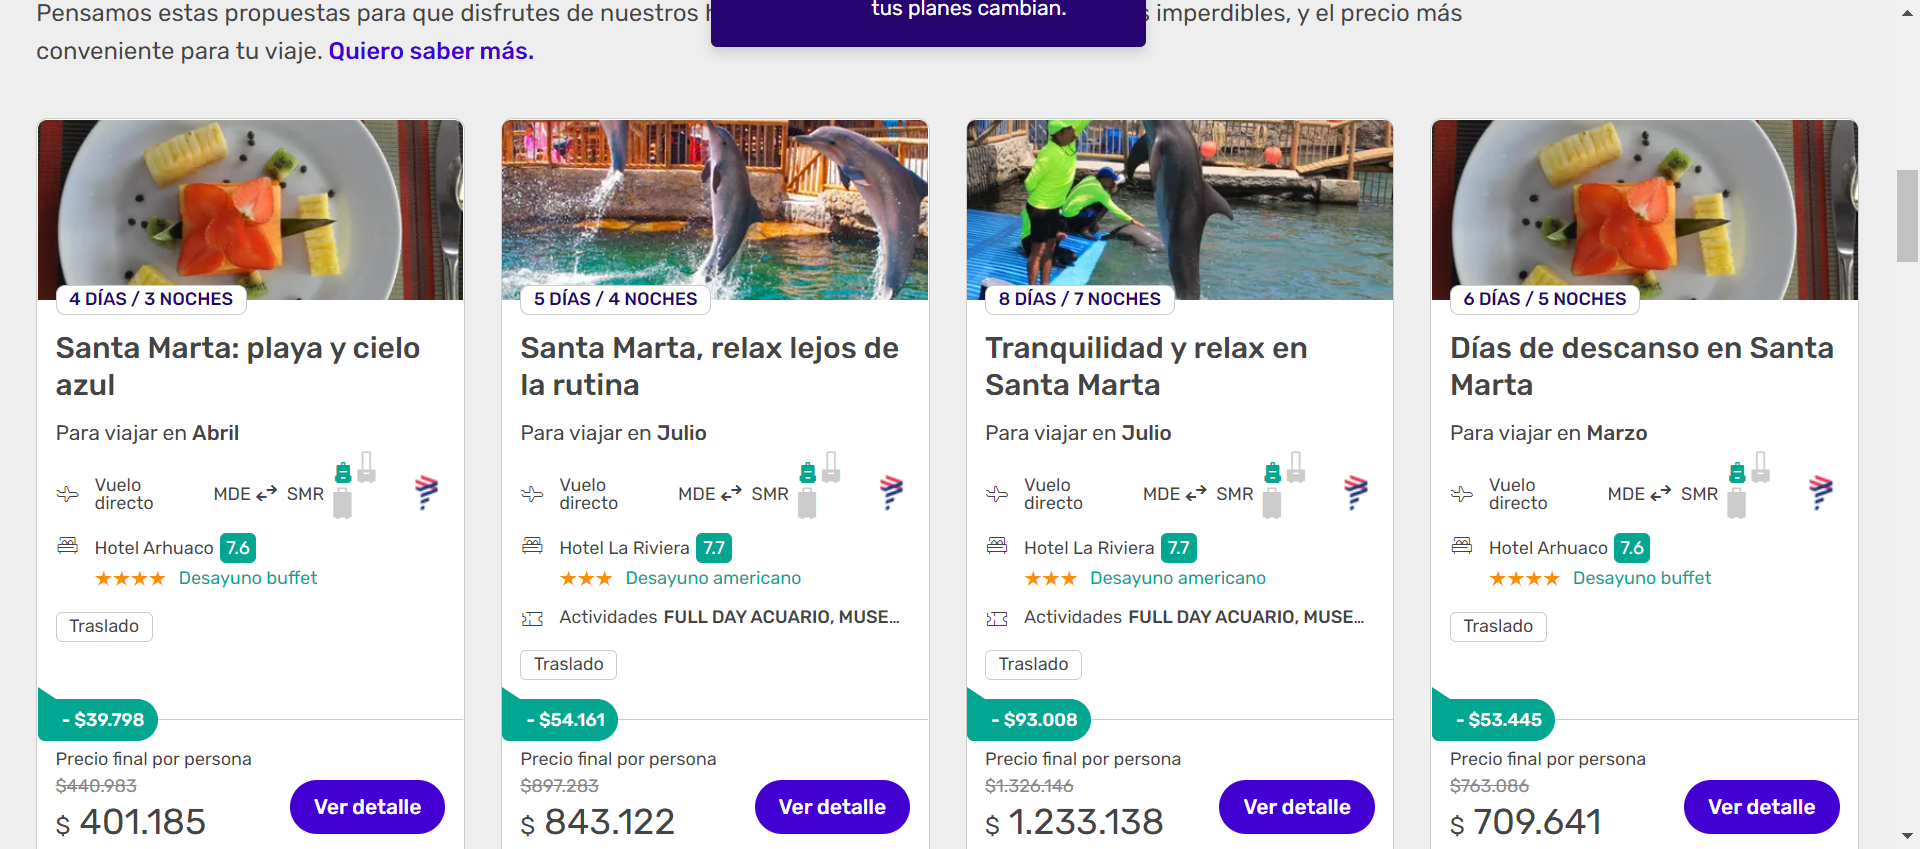 Pensamos estas propuestas para que disfrutes de nuestros imperdibles, y el precio más
tus planes cambian.
conveniente para tu viaje. Quiero saber más.
4 DÍAS / 3 NOCHES
Santa Marta: playa y cielo
azul
Para viajar en Abril
Vuelo
directo
MDE SMR
Hotel Arhuaco 7.6
Desayuno buffet
Traslado
- $39.798
Precio final por persona
$440.983
$ 401.185
Ver detalle
5 DÍAS / 4 NOCHES
Santa Marta, relax lejos de
la rutina
Para viajar en Julio
Vuelo
directo
MDE SMR
Hotel La Riviera 7.7
Desayuno americano
Actividades FULL DAY ACUARIO, MUSE...
Traslado
- $54.161
Precio final por persona
$897.283
$ 843.122
Ver detalle
8 DÍAS / 7 NOCHES
Tranquilidad y relax en
Santa Marta
Para viajar en Julio
Vuelo
directo
MDE SMR
Hotel La Riviera 7.7
Desayuno americano
Actividades FULL DAY ACUARIO, MUSE...
Traslado
- $93.008
Precio final por persona
$1.326.146
$ 1.233.138
Ver detalle
6 DÍAS / 5 NOCHES
Días de descanso en Santa
Marta
Para viajar en Marzo
Vuelo
directo
MDE SMR
Hotel Arhuaco 7.6
Desayuno buffet
Traslado
- $53.445
Precio final por persona
$763.086
$ 709.641
Ver detalle